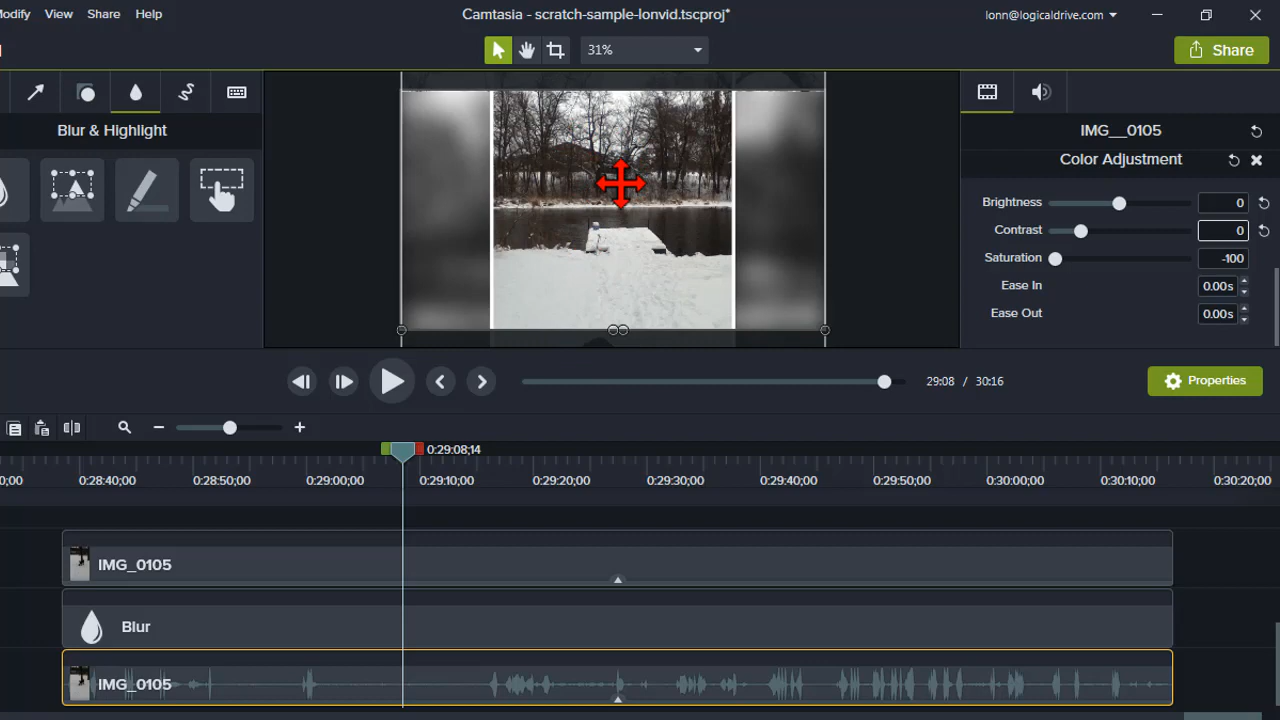 Modify View Share Help
Camtasia - scratch-sample-lonvid.tscproj*
lonn@logicaldrive.com
31%
Share
Blur & Highlight
IMG__0105
Color Adjustment
Brightness 0
Contrast 0
Saturation -100
Ease In 0.00s
Ease Out 0.00s
29:08 / 30:16
Properties
0:29:08;14
0:28:40;00 0:28:50;00 0:29:00;00 0:29:10;00 0:29:20;00 0:29:30;00 0:29:40;00 0:29:50;00 0:30:00;00 0:30:10;00 0:30:20;00
IMG_0105
Blur
IMG_0105